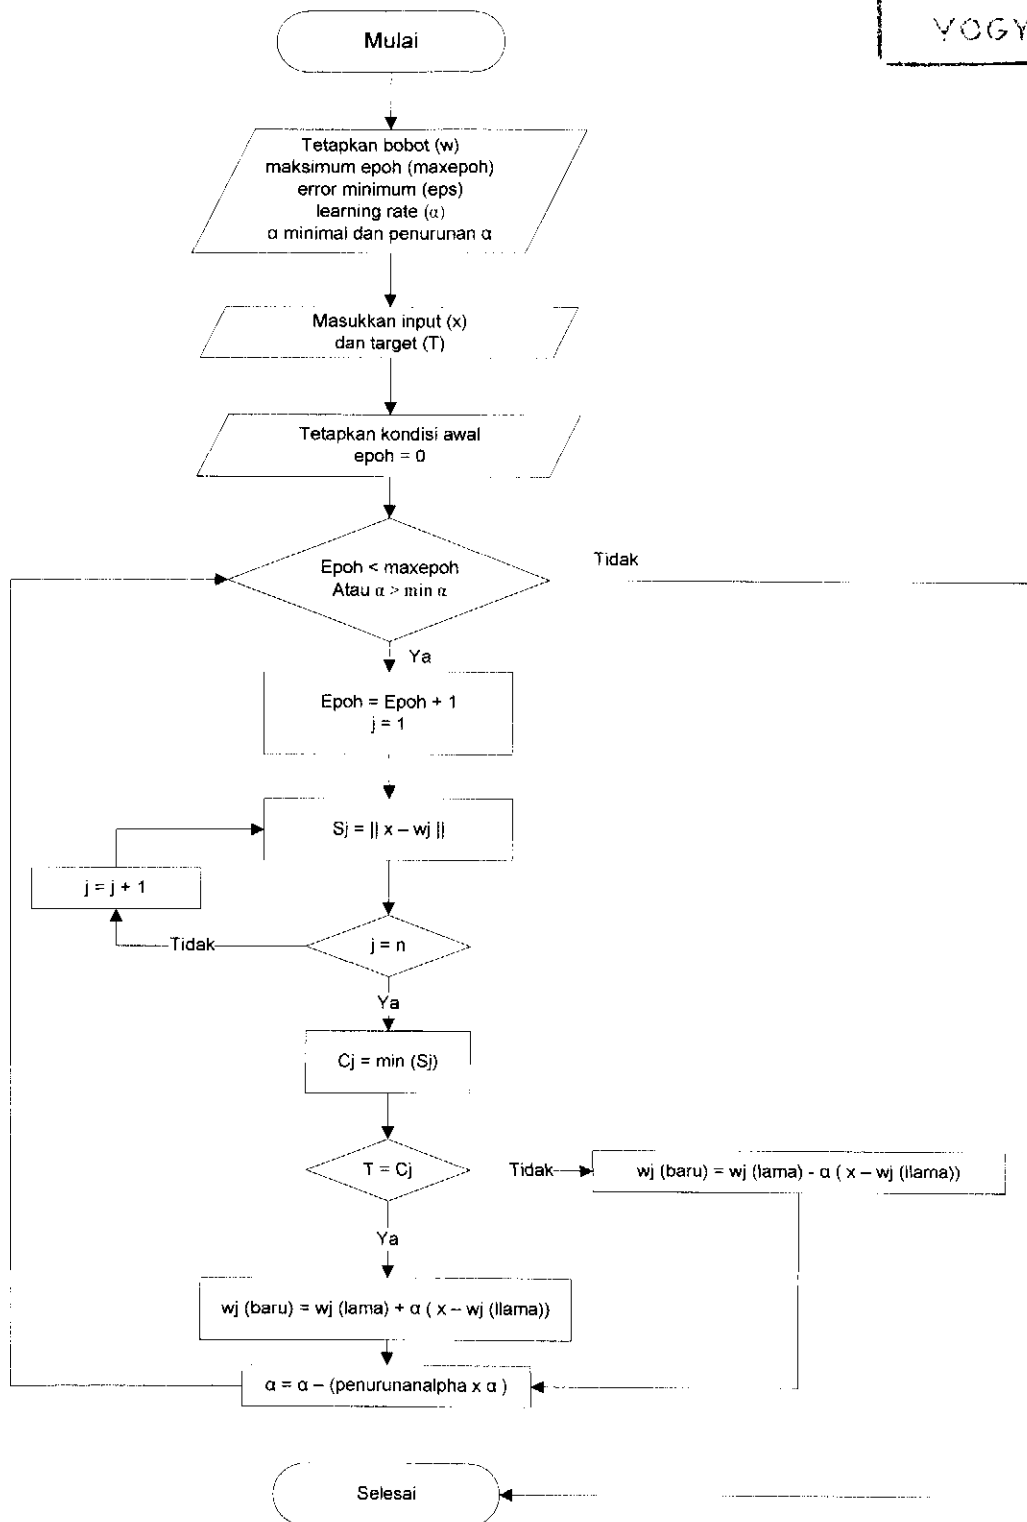 YOGY
Mulai
Tetapkan bobot (w)
maksimum epoh (maxepoh)
error minimum (eps)
learning rate (α)
α minimal dan penurunan α
Masukkan input (x)
dan target (T)
Tetapkan kondisi awal
epoh = 0
Epoh < maxepoh
Atau α > min α
Tidak
Ya
Epoh = Epoh + 1
j = 1
Sj = || x – wj ||
j = j + 1
j = n
Tidak
Ya
Cj = min (Sj)
T = Cj
Tidak
wj (baru) = wj (lama) - α ( x – wj (llama))
Ya
wj (baru) = wj (lama) + α ( x – wj (llama))
α = α – (penurunanalpha x α )
Selesai